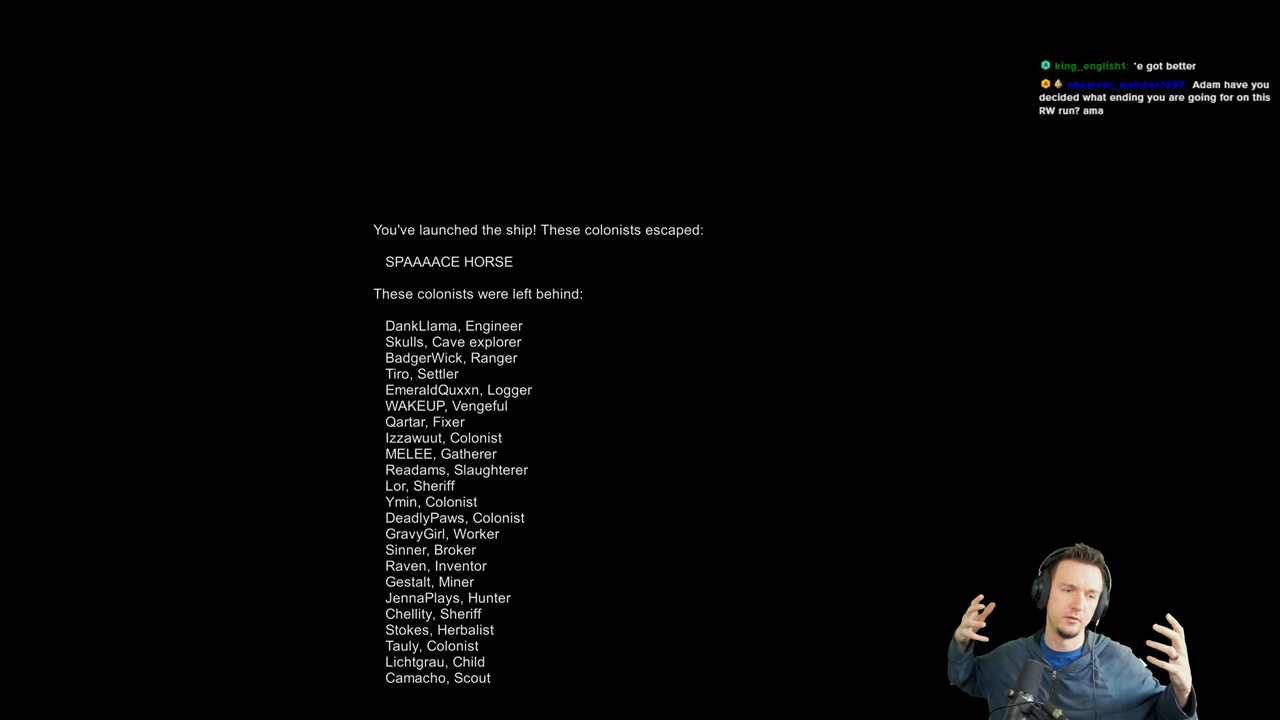 king_english1: 'e got better
observer_watcher1357 Adam have you
decided what ending you are going for on this
RW run? ama
You've launched the ship! These colonists escaped:
SPAAAACE HORSE
These colonists were left behind:
DankLlama, Engineer
Skulls, Cave explorer
BadgerWick, Ranger
Tiro, Settler
EmeraldQuxxn, Logger
WAKEUP, Vengeful
Qartar, Fixer
Izzawuut, Colonist
MELEE, Gatherer
Readams, Slaughterer
Lor, Sheriff
Ymin, Colonist
DeadlyPaws, Colonist
GravyGirl, Worker
Sinner, Broker
Raven, Inventor
Gestalt, Miner
JennaPlays, Hunter
Chellity, Sheriff
Stokes, Herbalist
Tauly, Colonist
Lichtgrau, Child
Camacho, Scout